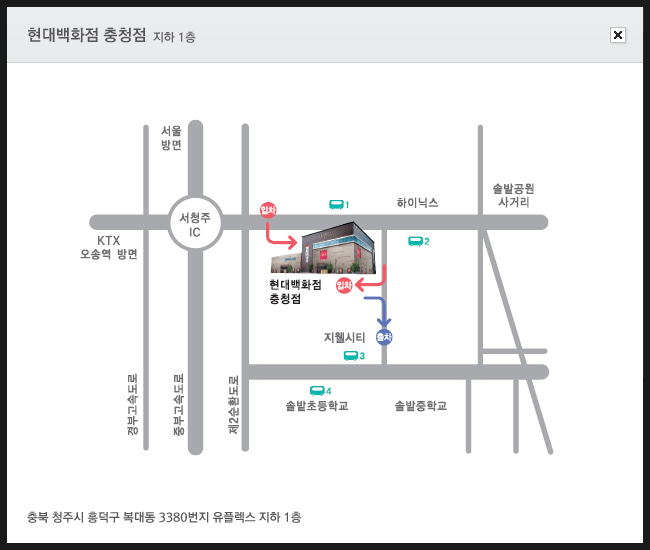 현대백화점 충청점 지하 1층
서울
방면
솔밭공원
사거리
입차
1
하이닉스
서청주
IC
KTX
오송역 방면
2
현대백화점
충청점
입차
지웰시티
출차
3
경부고속도로
중부고속도로
제2순환도로
4
솔밭초등학교
솔밭중학교
충북 청주시 흥덕구 복대동 3380번지 유플렉스 지하 1층